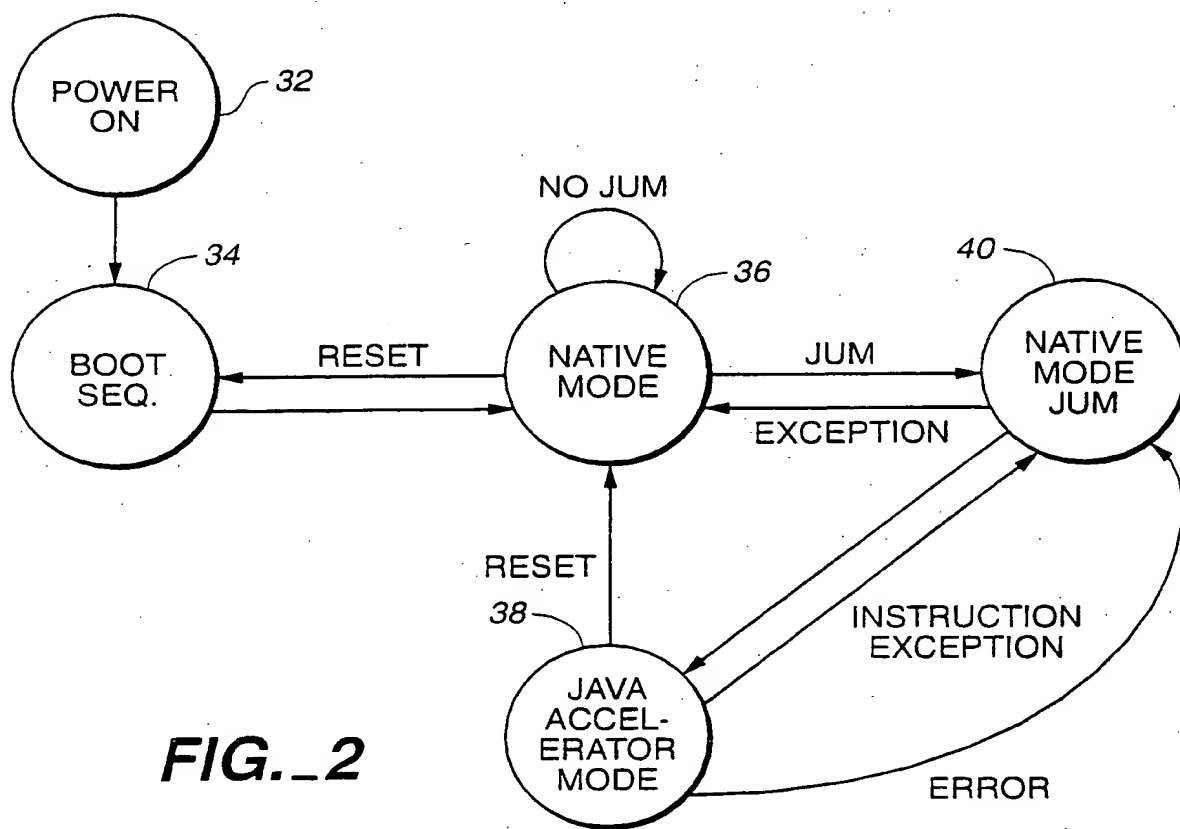 POWER
ON
32
NO JUM
34
36
40
BOOT
SEQ.
RESET
NATIVE
MODE
JUM
EXCEPTION
NATIVE
MODE
JUM
RESET
38
INSTRUCTION
EXCEPTION
JAVA
ACCEL-
ERATOR
MODE
ERROR
FIG._2